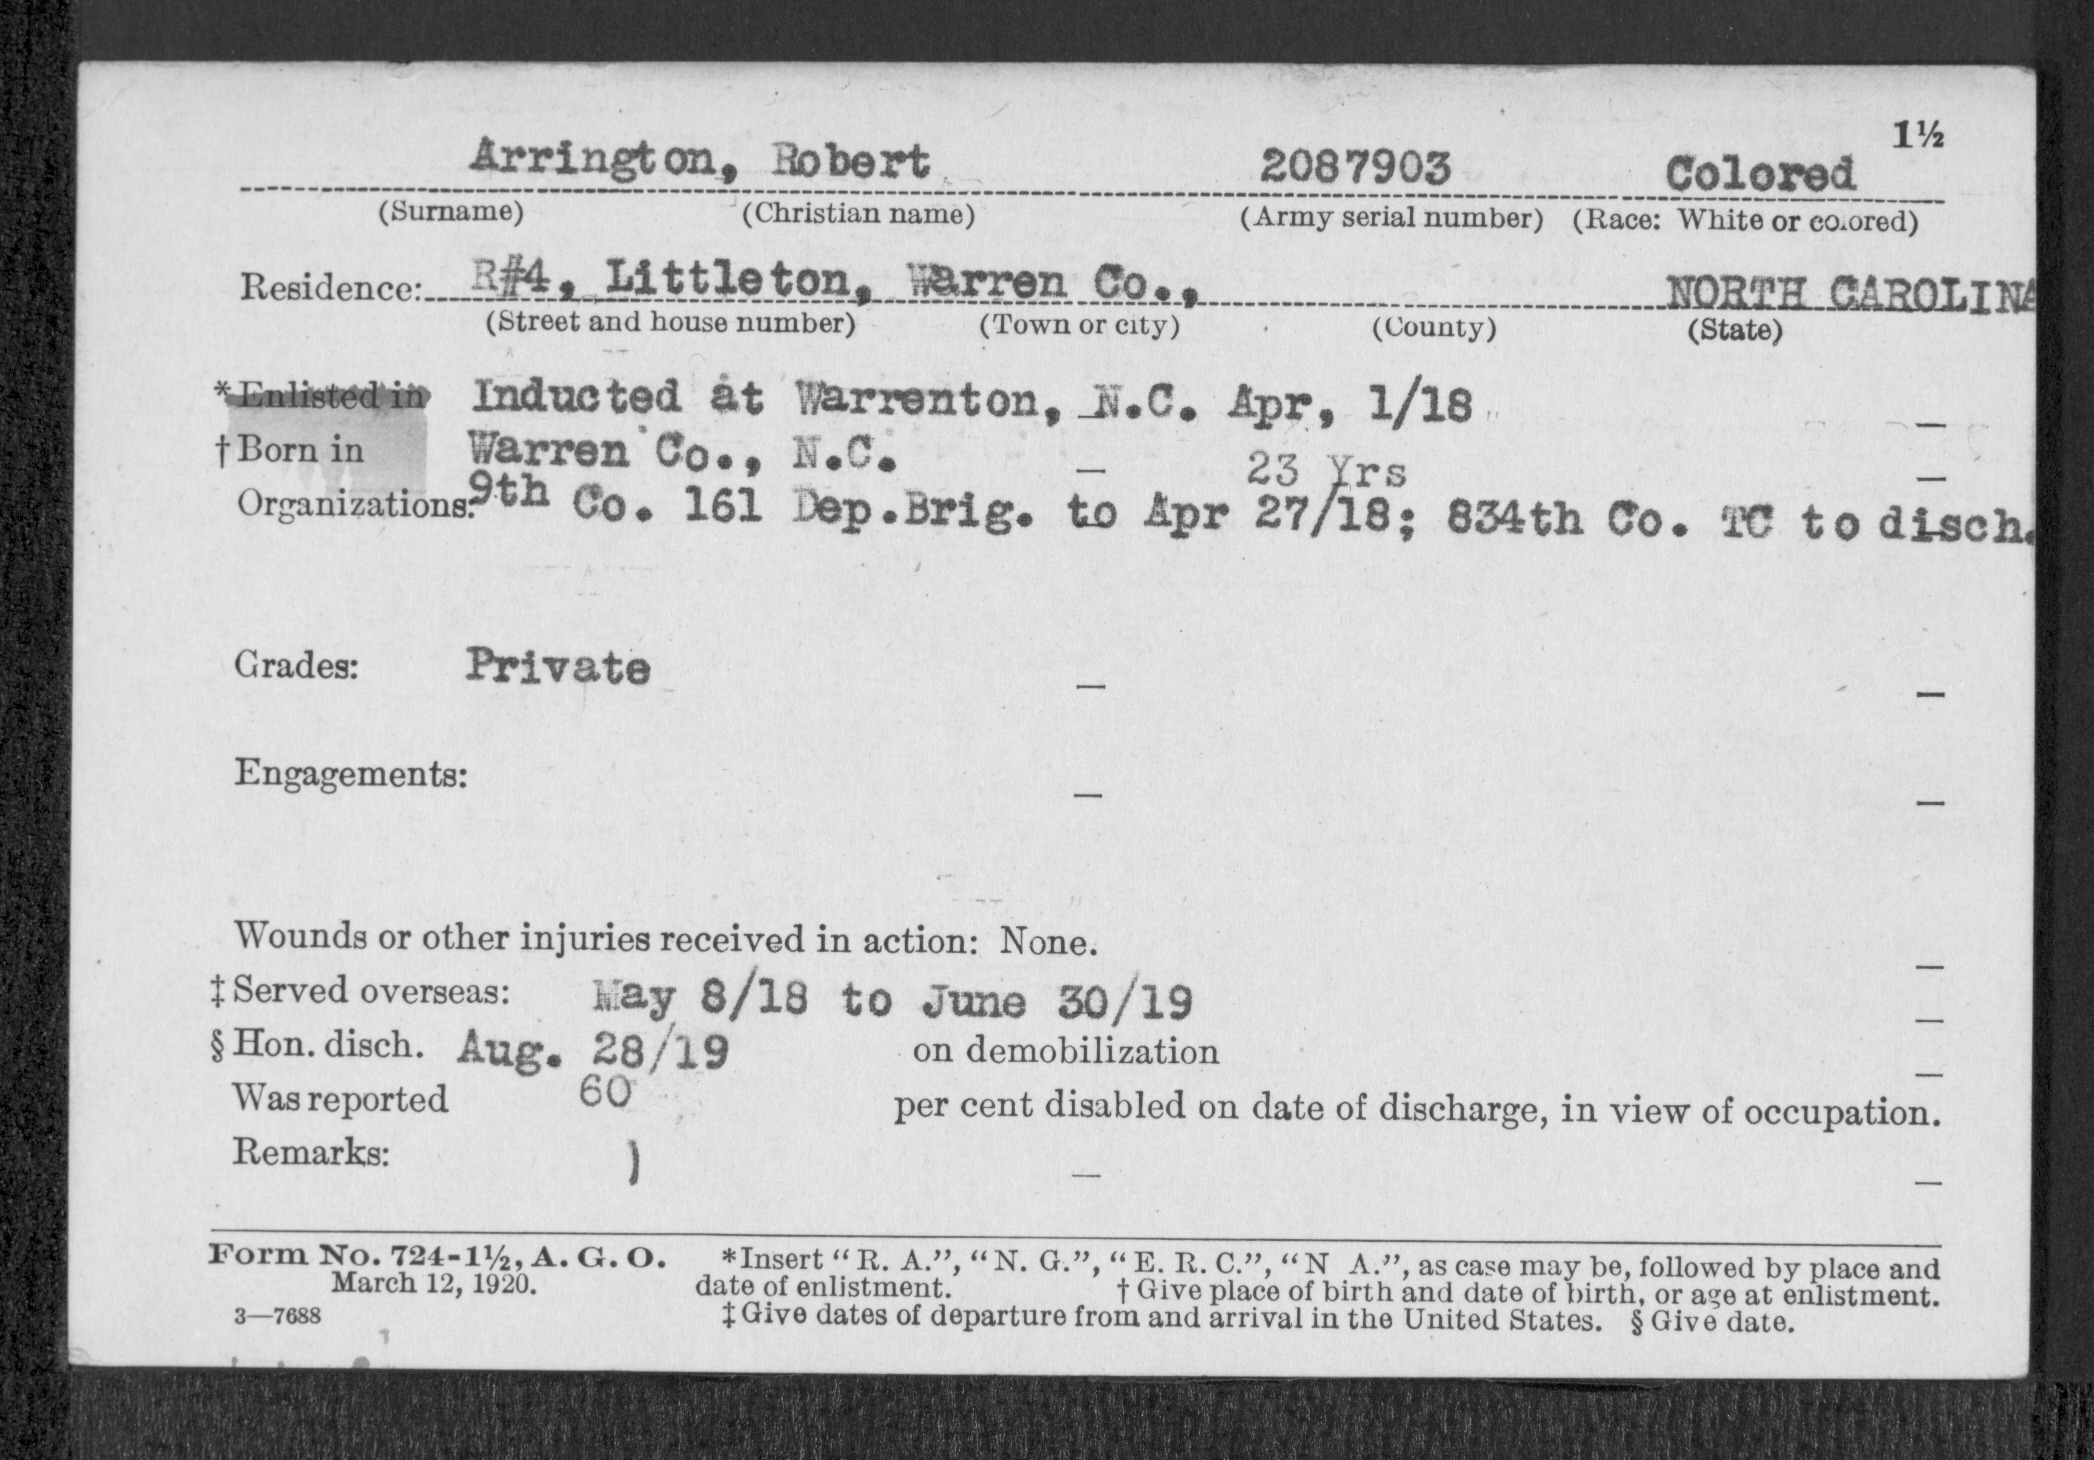 1½
Arrington, Robert 2087903 Colored
(Surname) (Christian name) (Army serial number) (Race: White or colored)
Residence: R#4, Littleton, Warren Co., NORTH CAROLINA
(Street and house number) (Town or city) (County) (State)
*Enlisted in Inducted at Warrenton, N.C. Apr, 1/18 —
†Born in Warren Co., N.C. — 23 Yrs —
Organizations: 9th Co. 161 Dep.Brig. to Apr 27/18; 834th Co. TC to disch.
Grades: Private — —
Engagements: — —
Wounds or other injuries received in action: None. —
‡Served overseas: May 8/18 to June 30/19 —
§Hon. disch. Aug. 28/19 on demobilization —
Was reported 60 per cent disabled on date of discharge, in view of occupation.
Remarks: ) — —
Form No. 724-1½, A. G. O. *Insert "R. A.", "N. G.", "E. R. C.", "N A.", as case may be, followed by place and
March 12, 1920. date of enlistment. †Give place of birth and date of birth, or age at enlistment.
3—7688 ‡Give dates of departure from and arrival in the United States. §Give date.